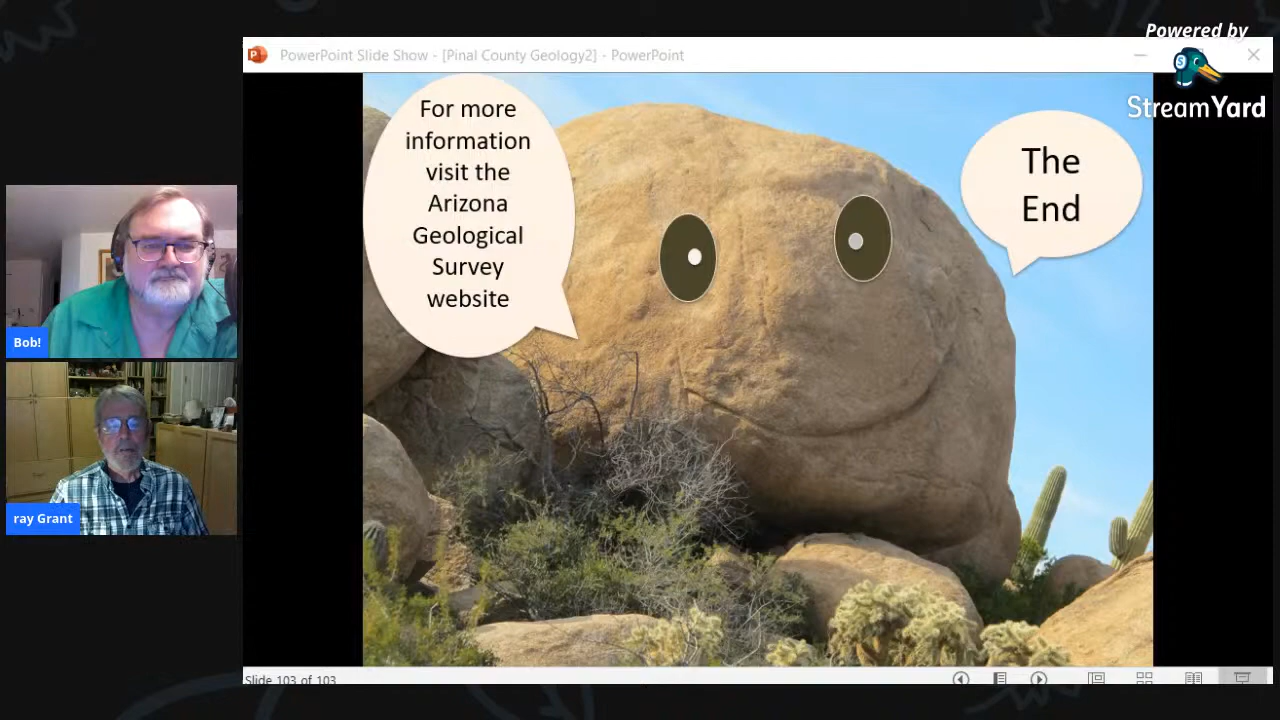 Powered by
StreamYard
PowerPoint Slide Show - [Pinal County Geology2] - PowerPoint
For more
information
visit the
Arizona
Geological
Survey
website
The
End
Bob!
ray Grant
Slide 103 of 103